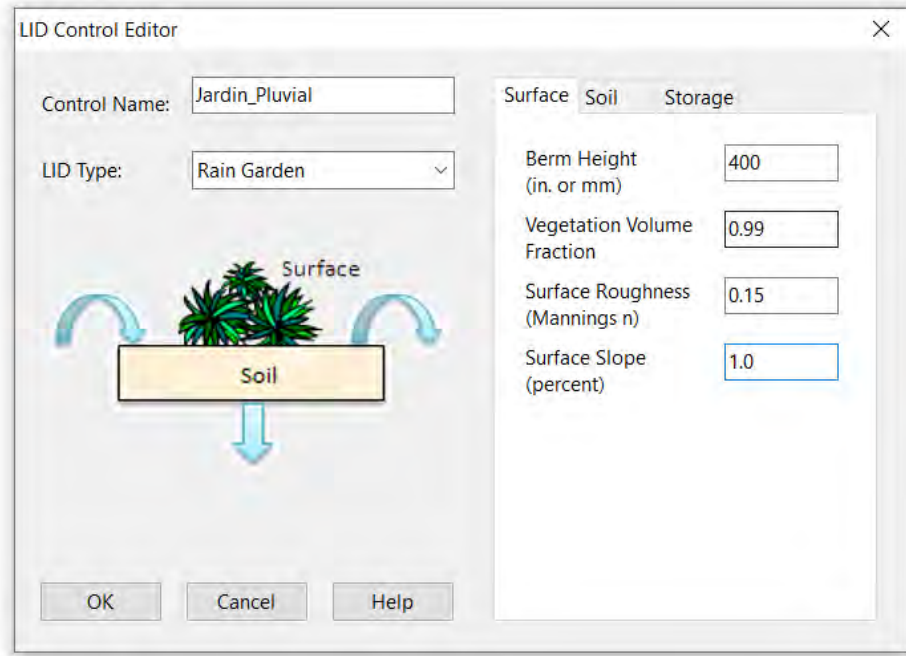 LID Control Editor
Control Name:
Jardin_Pluvial
LID Type:
Rain Garden
Surface
Soil
OK
Cancel
Help
Surface
Soil
Storage
Berm Height
(in. or mm)
400
Vegetation Volume
Fraction
0.99
Surface Roughness
(Mannings n)
0.15
Surface Slope
(percent)
1.0